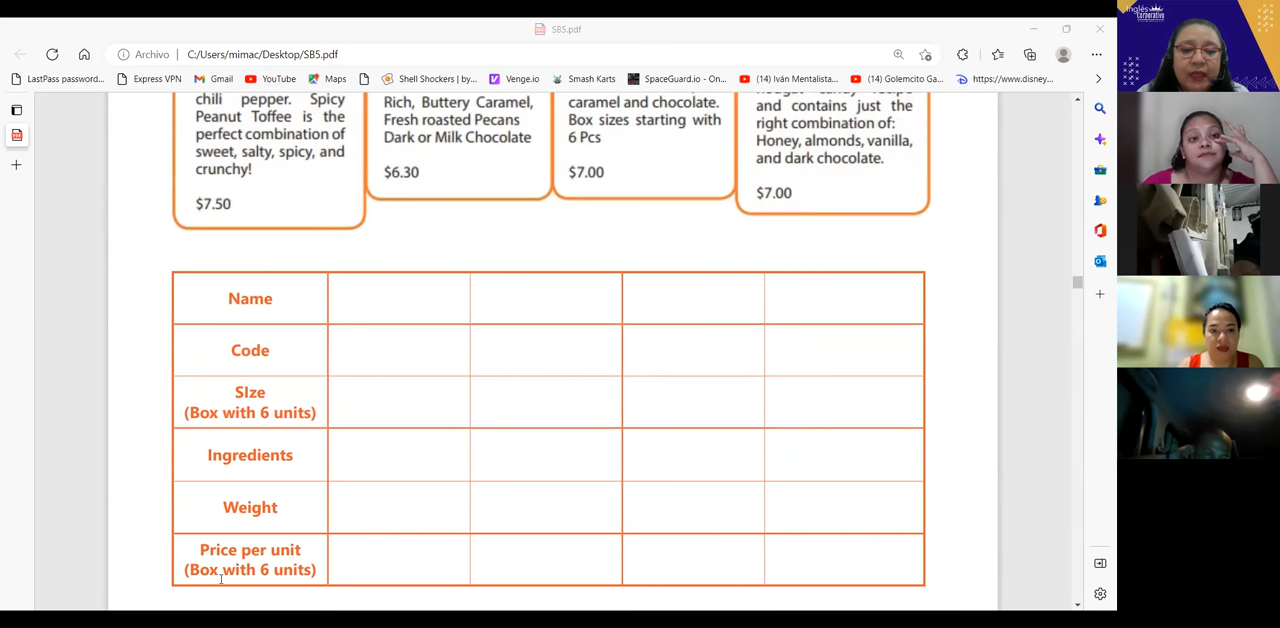 SB5.pdf
Archivo
C:/Users/mimac/Desktop/SB5.pdf
LastPass password...
Express VPN
Gmail
YouTube
Maps
Shell Shockers | by...
Venge.io
Smash Karts
SpaceGuard.io - On...
(14) Iván Mentalista...
(14) Golemcito Ga...
https://www.disney...
Inglés
Corporativo
chili pepper. Spicy
Peanut Toffee is the
perfect combination of
sweet, salty, spicy, and
crunchy!
$7.50
Rich, Buttery Caramel,
Fresh roasted Pecans
Dark or Milk Chocolate
$6.30
caramel and chocolate.
Box sizes starting with
6 Pcs
$7.00
and contains just the
right combination of:
Honey, almonds, vanilla,
and dark chocolate.
$7.00
Name
Code
SIze
(Box with 6 units)
Ingredients
Weight
Price per unit
(Box with 6 units)